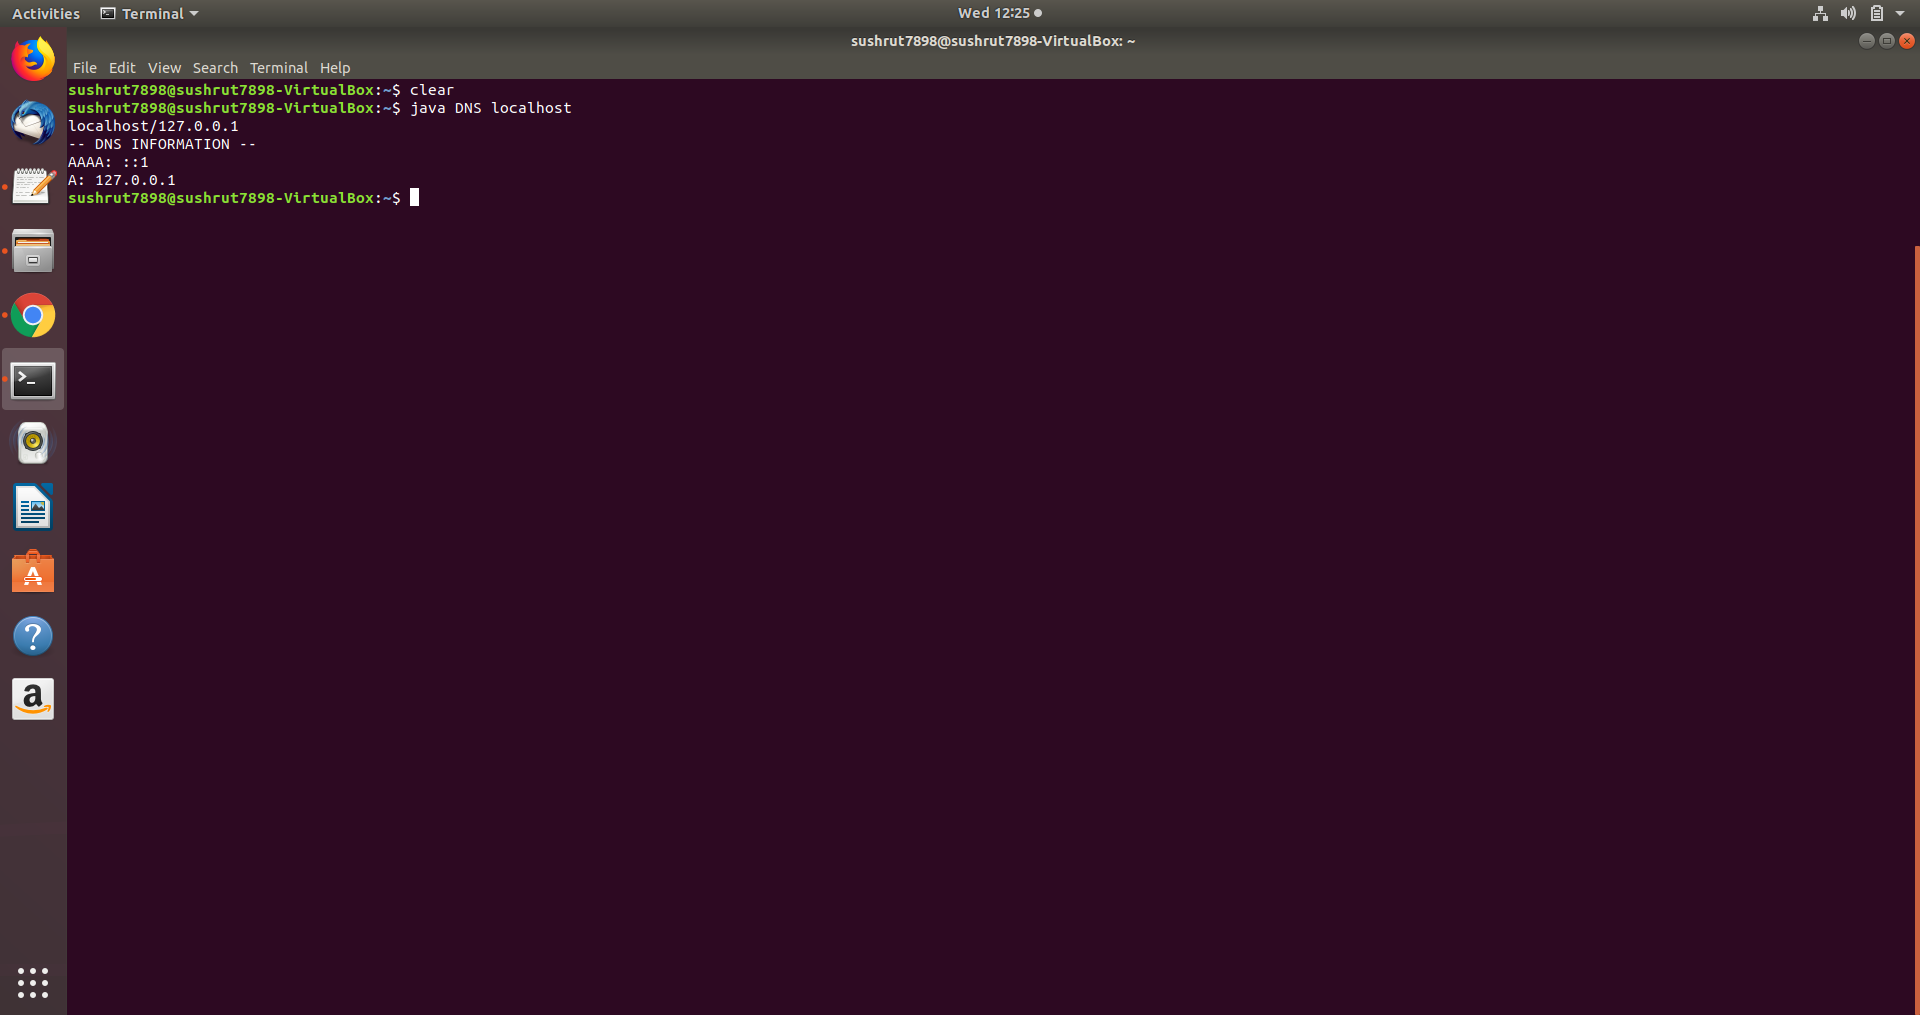 Activities Terminal Wed 12:25
sushrut7898@sushrut7898-VirtualBox: ~
File Edit View Search Terminal Help
sushrut7898@sushrut7898-VirtualBox:~$ clear
sushrut7898@sushrut7898-VirtualBox:~$ java DNS localhost
localhost/127.0.0.1
-- DNS INFORMATION --
AAAA: ::1
A: 127.0.0.1
sushrut7898@sushrut7898-VirtualBox:~$